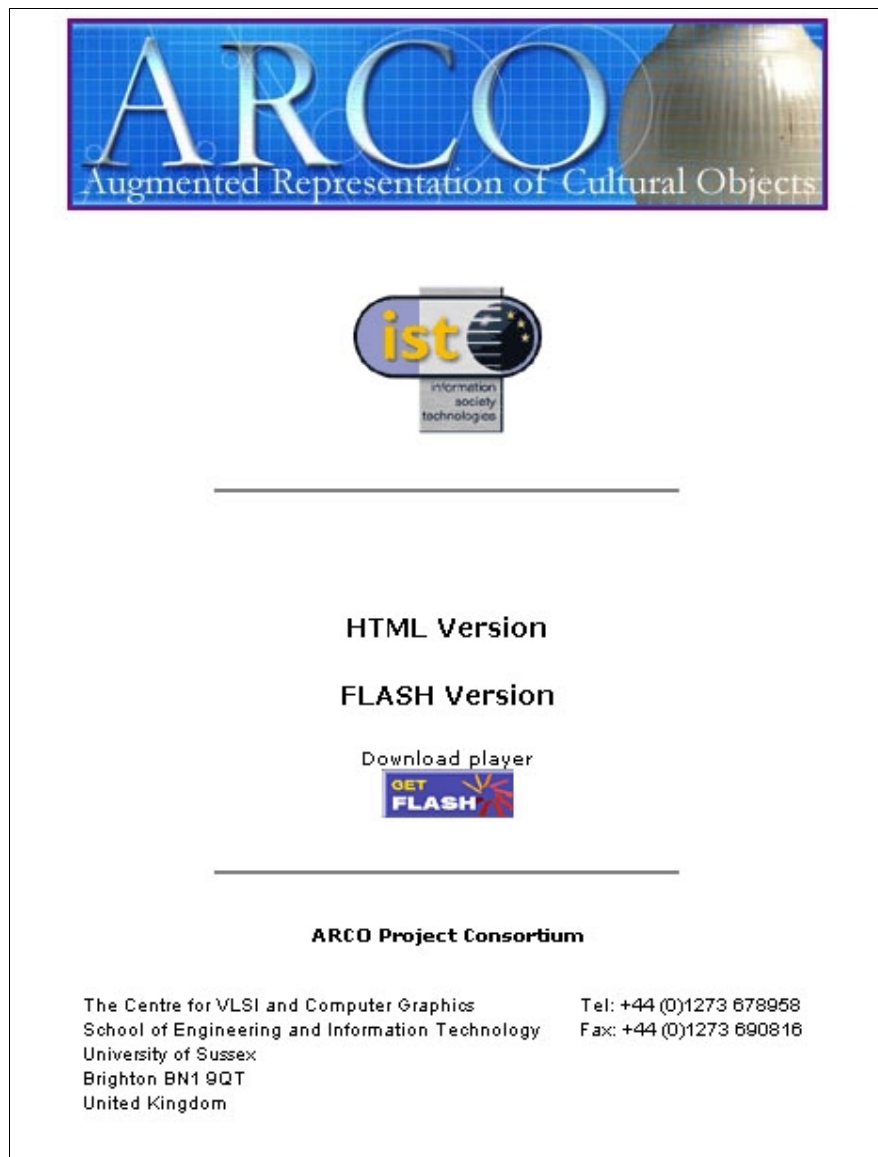 ARCO
Augmented Representation of Cultural Objects
ist
information
society
technologies
HTML Version
FLASH Version
Download player
GET
FLASH
ARCO Project Consortium
The Centre for VLSI and Computer Graphics
School of Engineering and Information Technology
University of Sussex
Brighton BN1 9QT
United Kingdom
Tel: +44 (0)1273 678958
Fax: +44 (0)1273 690816